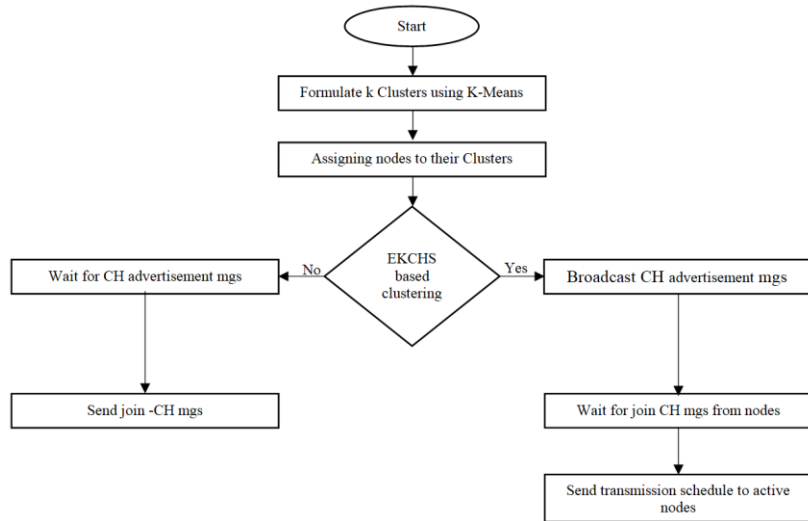 Start
Formulate k Clusters using K-Means
Assigning nodes to their Clusters
EKCHS
based
clustering
No
Yes
Wait for CH advertisement mgs
Broadcast CH advertisement mgs
Send join -CH mgs
Wait for join CH mgs from nodes
Send transmission schedule to active
nodes